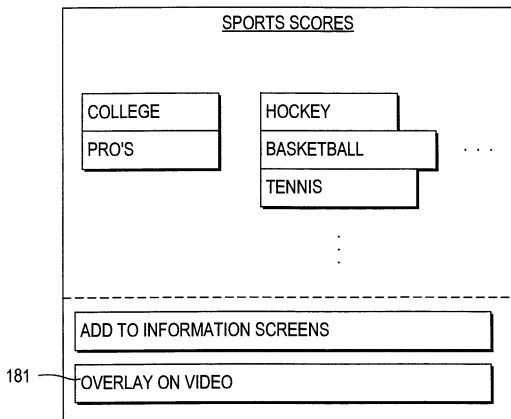 SPORTS SCORES
COLLEGE
PRO'S
HOCKEY
BASKETBALL
TENNIS
. . .
ADD TO INFORMATION SCREENS
181
OVERLAY ON VIDEO